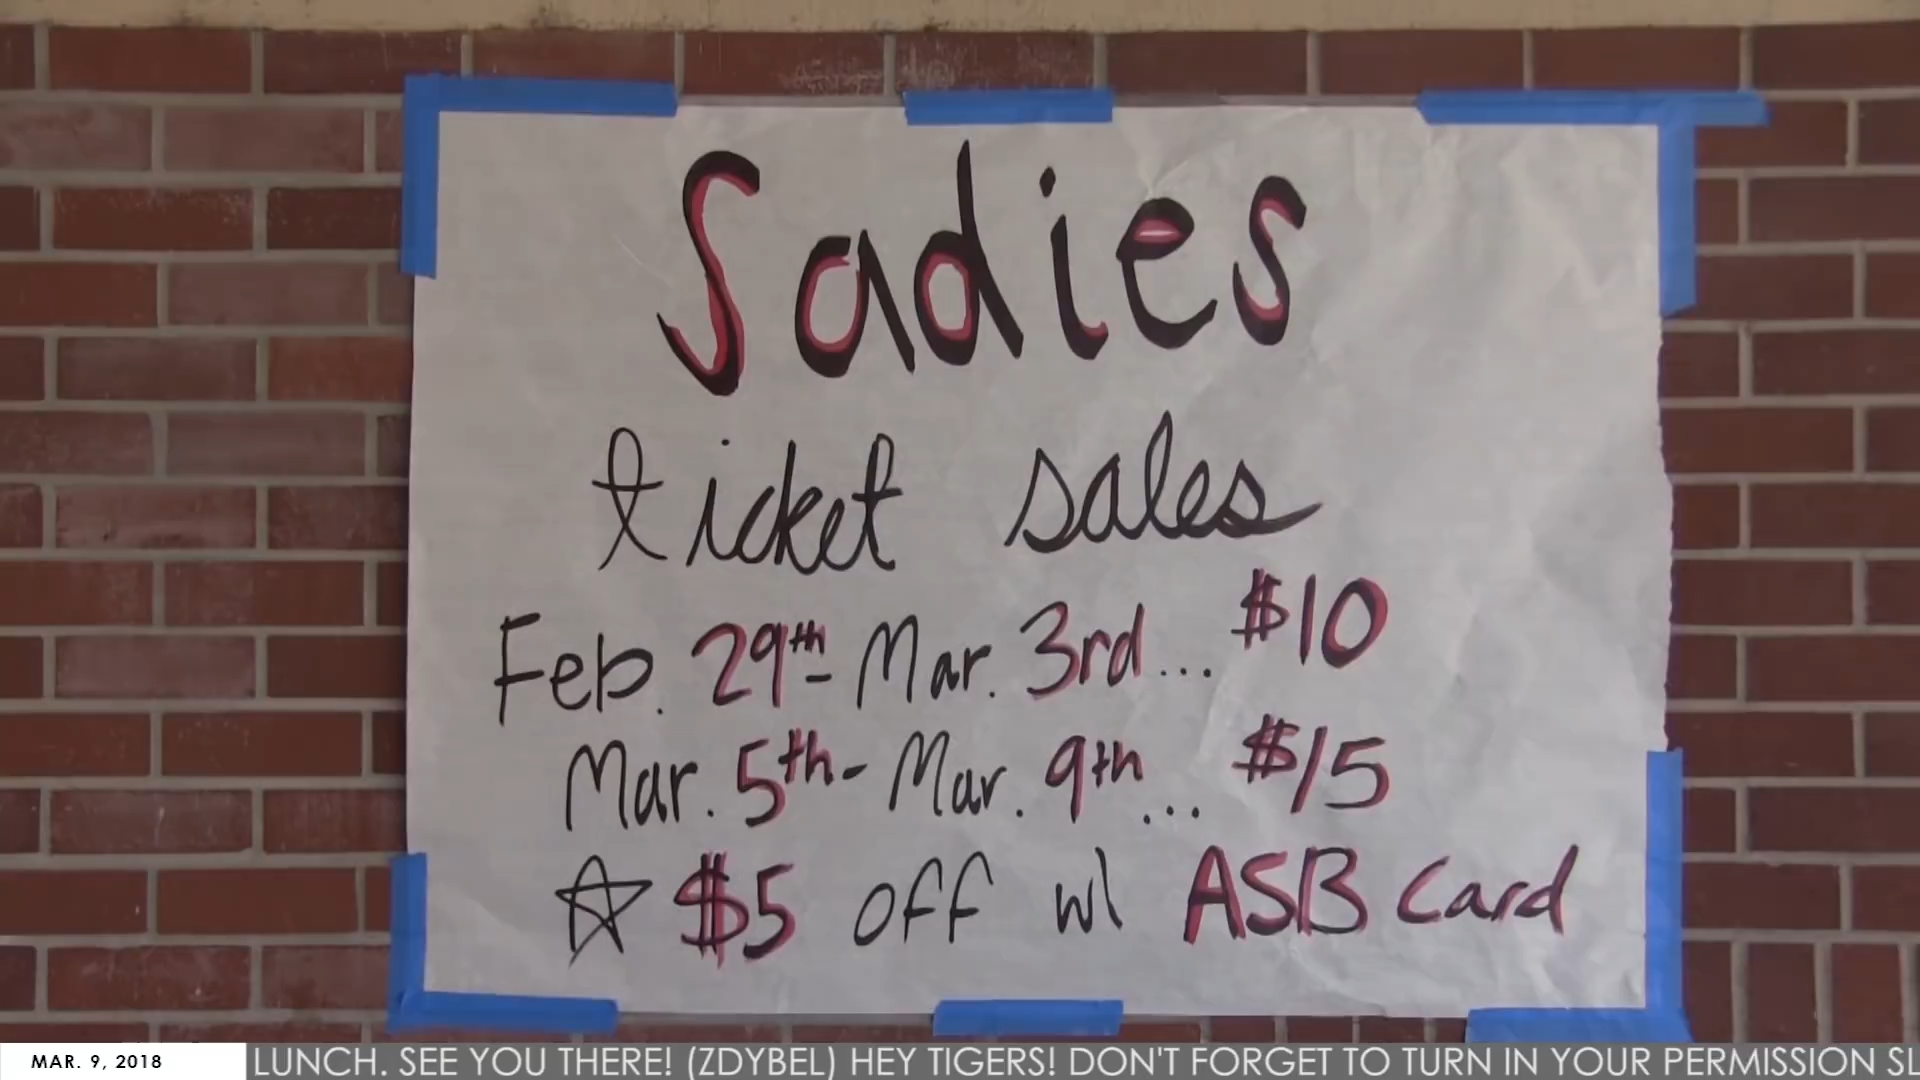 Sadies
ticket sales
Feb. 29th - Mar. 3rd... $10
Mar. 5th - Mar. 9th... $15
☆ $5 off w/ ASB Card
MAR. 9, 2018
LUNCH. SEE YOU THERE! (ZDYBEL) HEY TIGERS! DON'T FORGET TO TURN IN YOUR PERMISSION SL